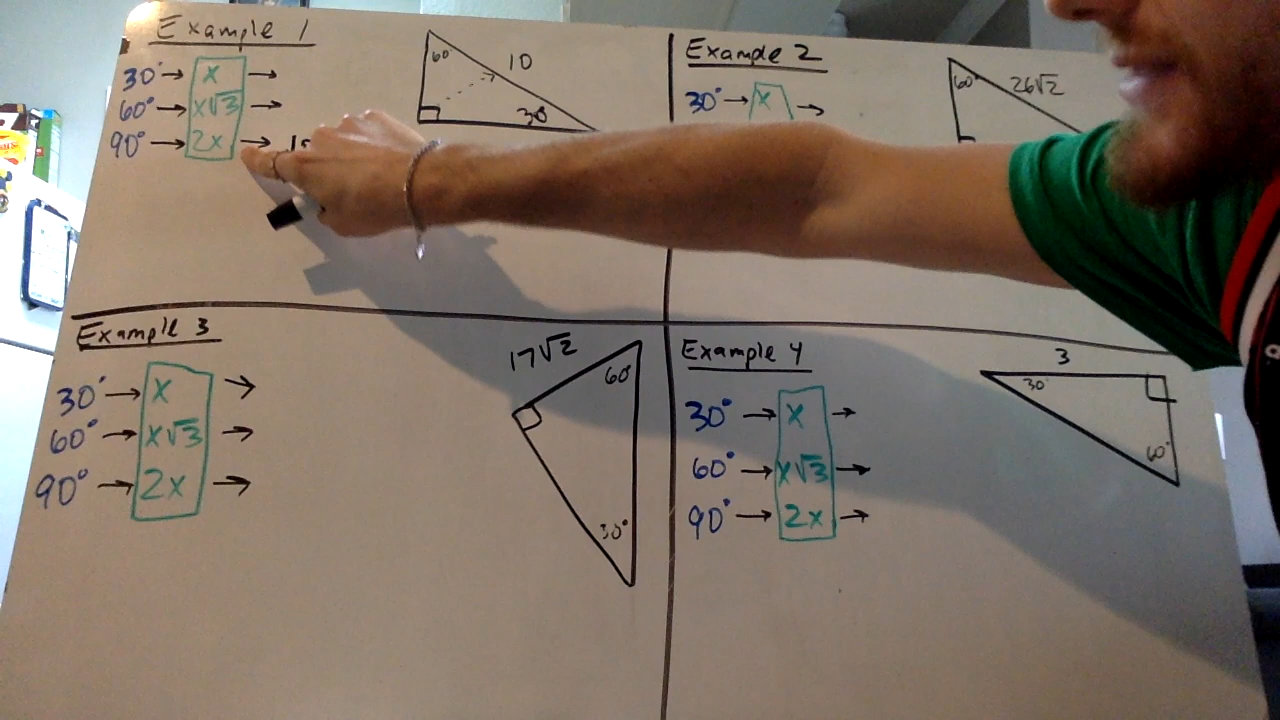 Example 1
30° → x →
60° → x√3 →
90° → 2x →
60
10
30°
Example 2
30° → x →
60°
26√2
Example 3
30° → x →
60° → x√3 →
90° → 2x →
17√2
60°
30°
Example 4
30° → x →
60° → x√3 →
90° → 2x →
3
30°
60°